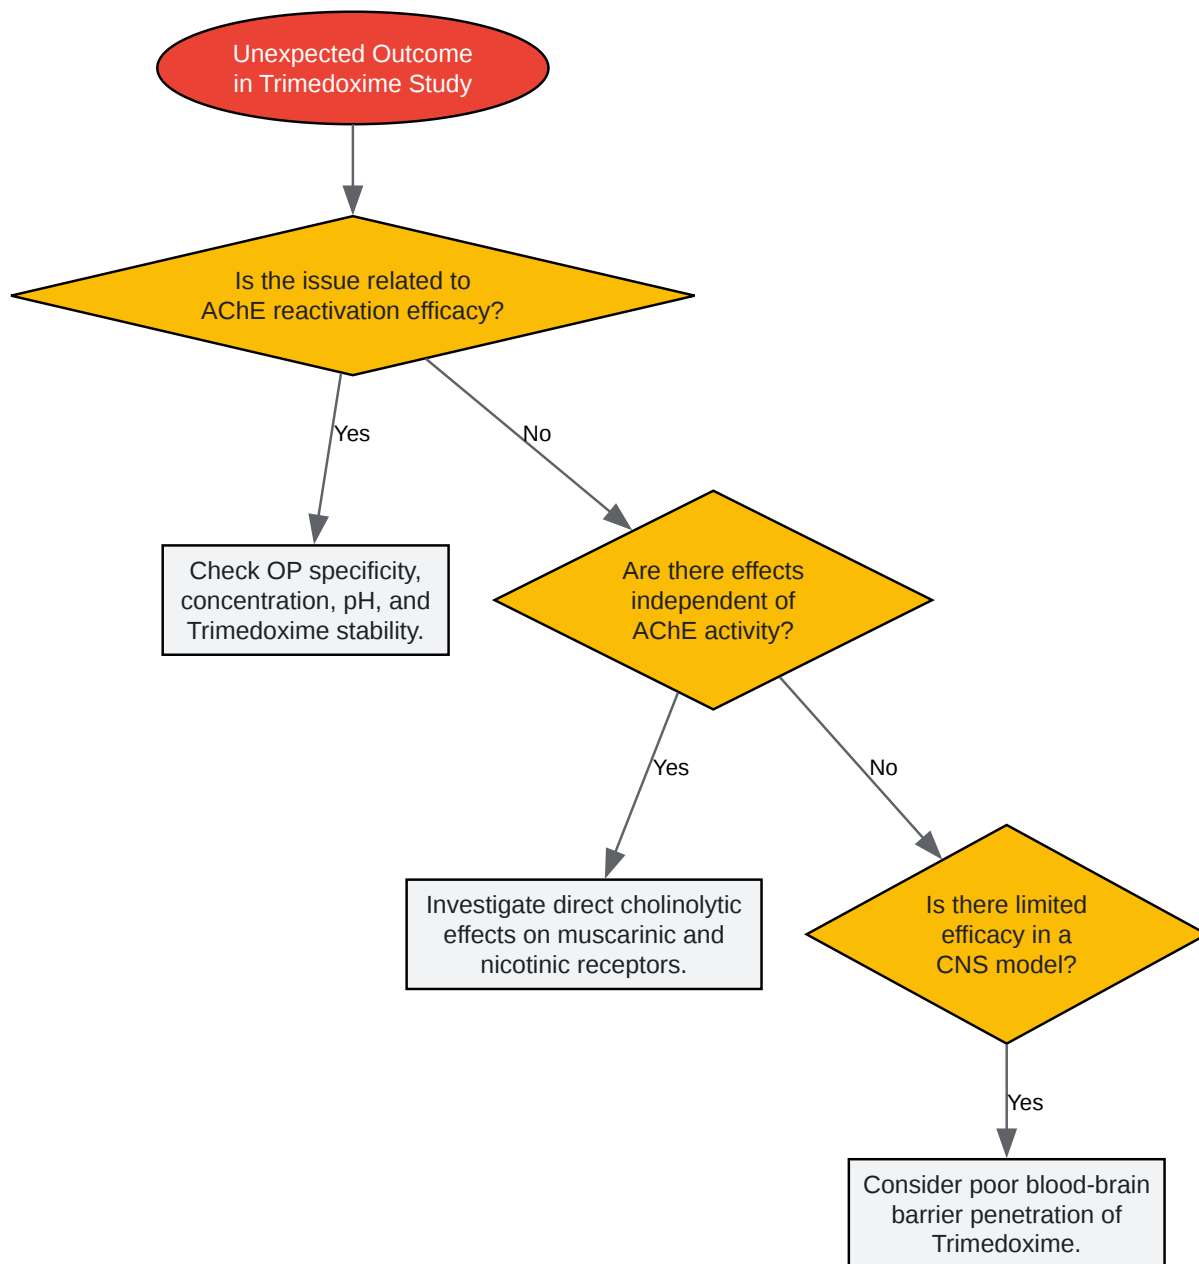 Unexpected Outcome
in Trimedoxime Study
Is the issue related to
AChE reactivation efficacy?
Yes
No
Check OP specificity,
concentration, pH, and
Trimedoxime stability.
Are there effects
independent of
AChE activity?
Yes
No
Investigate direct cholinolytic
effects on muscarinic and
nicotinic receptors.
Is there limited
efficacy in a
CNS model?
Yes
Consider poor blood-brain
barrier penetration of
Trimedoxime.